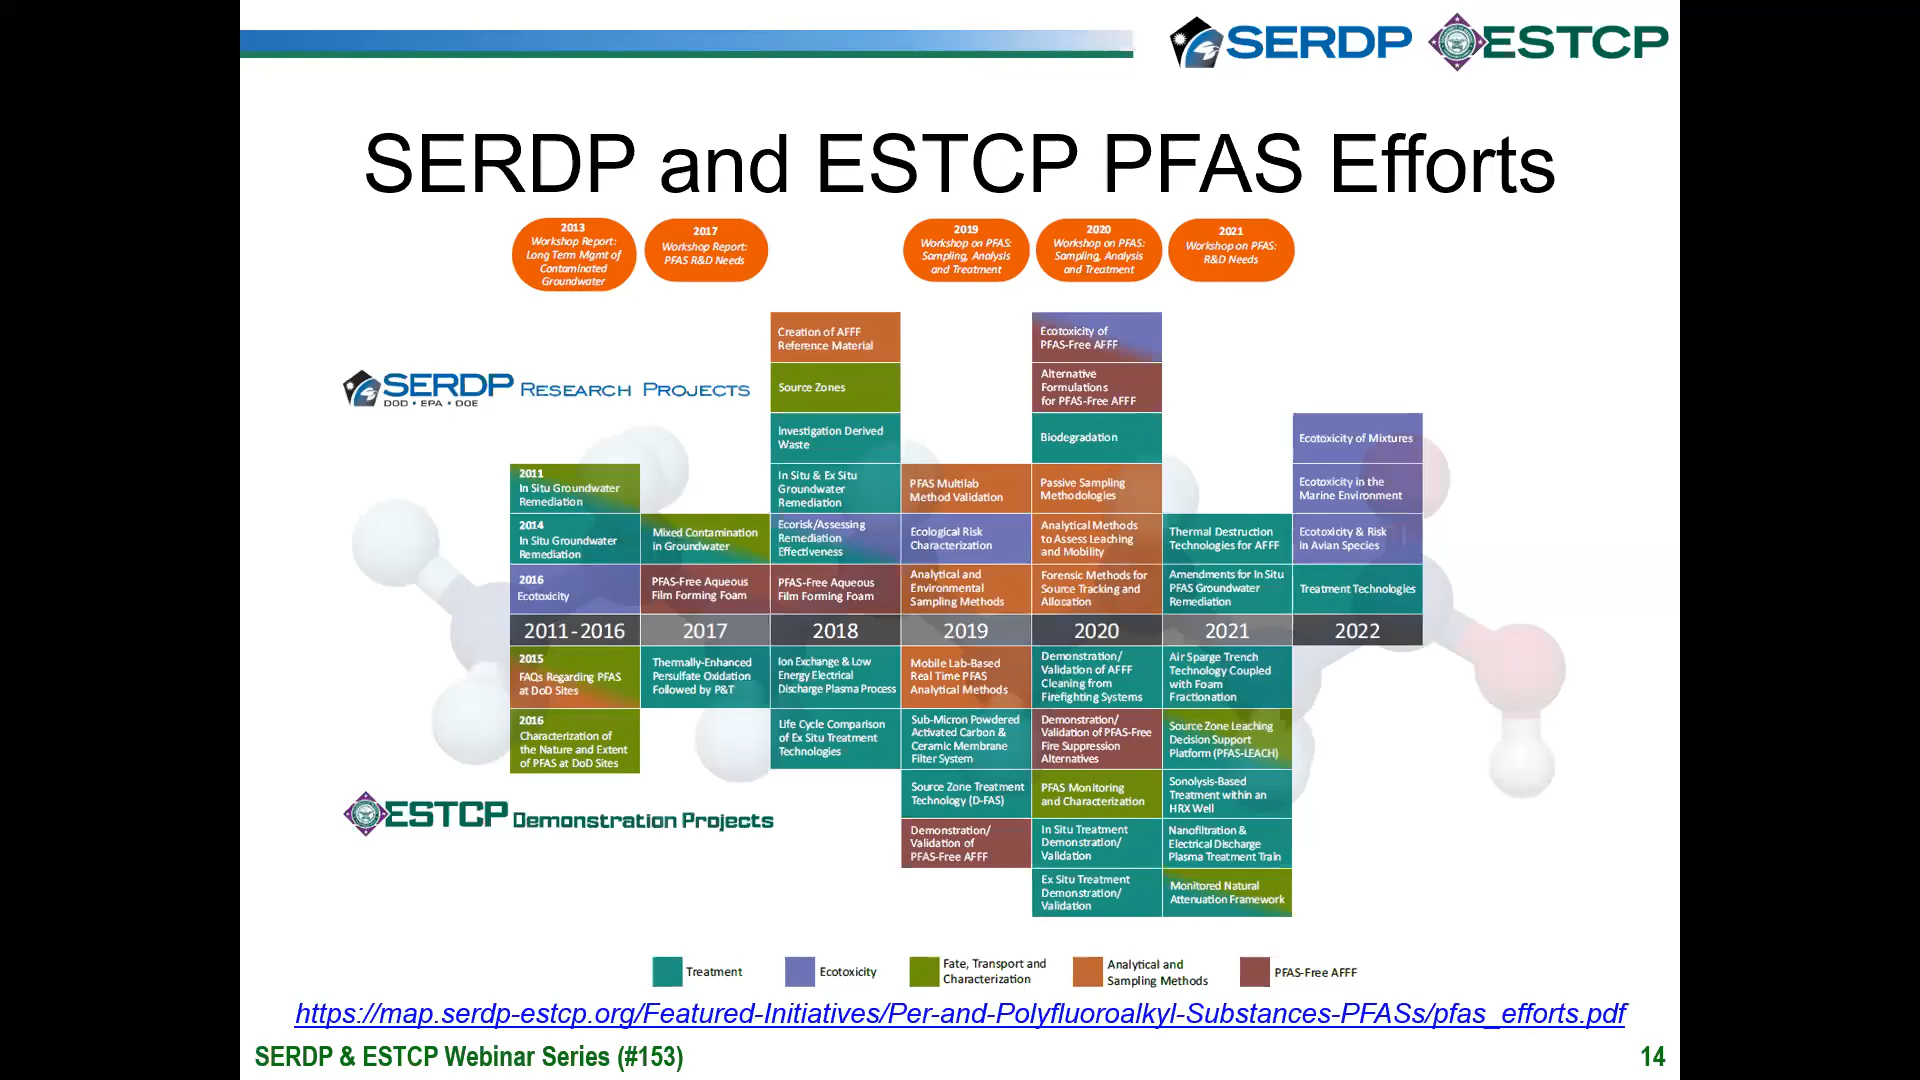 SERDP ESTCP
SERDP and ESTCP PFAS Efforts
2013
Workshop Report:
Long Term Mgmt of
Contaminated
Groundwater
2017
Workshop Report:
PFAS R&D Needs
2019
Workshop on PFAS:
Sampling, Analysis
and Treatment
2020
Workshop on PFAS:
Sampling, Analysis
and Treatment
2021
Workshop on PFAS:
R&D Needs
SERDP Research Projects
DOD • EPA • DOE
2011
In Situ Groundwater
Remediation
2014
In Situ Groundwater
Remediation
2016
Ecotoxicity
Mixed Contamination
in Groundwater
PFAS-Free Aqueous
Film Forming Foam
Creation of AFFF
Reference Material
Source Zones
Investigation Derived
Waste
In Situ & Ex Situ
Groundwater
Remediation
Ecorisk/Assessing
Remediation
Effectiveness
PFAS-Free Aqueous
Film Forming Foam
PFAS Multilab
Method Validation
Ecological Risk
Characterization
Analytical and
Environmental
Sampling Methods
Ecotoxicity of
PFAS-Free AFFF
Alternative
Formulations
for PFAS-Free AFFF
Biodegradation
Passive Sampling
Methodologies
Analytical Methods
to Assess Leaching
and Mobility
Forensic Methods for
Source Tracking and
Allocation
Thermal Destruction
Technologies for AFFF
Amendments for In Situ
PFAS Groundwater
Remediation
Ecotoxicity of Mixtures
Ecotoxicity in the
Marine Environment
Ecotoxicity & Risk
in Avian Species
Treatment Technologies
2011-2016 2017 2018 2019 2020 2021 2022
2015
FAQs Regarding PFAS
at DoD Sites
2016
Characterization of
the Nature and Extent
of PFAS at DoD Sites
Thermally-Enhanced
Persulfate Oxidation
Followed by P&T
Ion Exchange & Low
Energy Electrical
Discharge Plasma Process
Life Cycle Comparison
of Ex Situ Treatment
Technologies
Mobile Lab-Based
Real Time PFAS
Analytical Methods
Sub-Micron Powdered
Activated Carbon &
Ceramic Membrane
Filter System
Source Zone Treatment
Technology (D-FAS)
Demonstration/
Validation of
PFAS-Free AFFF
Demonstration/
Validation of AFFF
Cleaning from
Firefighting Systems
Demonstration/
Validation of PFAS-Free
Fire Suppression
Alternatives
PFAS Monitoring
and Characterization
In Situ Treatment
Demonstration/
Validation
Ex Situ Treatment
Demonstration/
Validation
Air Sparge Trench
Technology Coupled
with Foam
Fractionation
Source Zone Leaching
Decision Support
Platform (PFAS-LEACH)
Sonolysis-Based
Treatment within an
HRX Well
Nanofiltration &
Electrical Discharge
Plasma Treatment Train
Monitored Natural
Attenuation Framework
ESTCP Demonstration Projects
Treatment
Ecotoxicity
Fate, Transport and
Characterization
Analytical and
Sampling Methods
PFAS-Free AFFF
https://map.serdp-estcp.org/Featured-Initiatives/Per-and-Polyfluoroalkyl-Substances-PFASs/pfas_efforts.pdf
SERDP & ESTCP Webinar Series (#153)
14